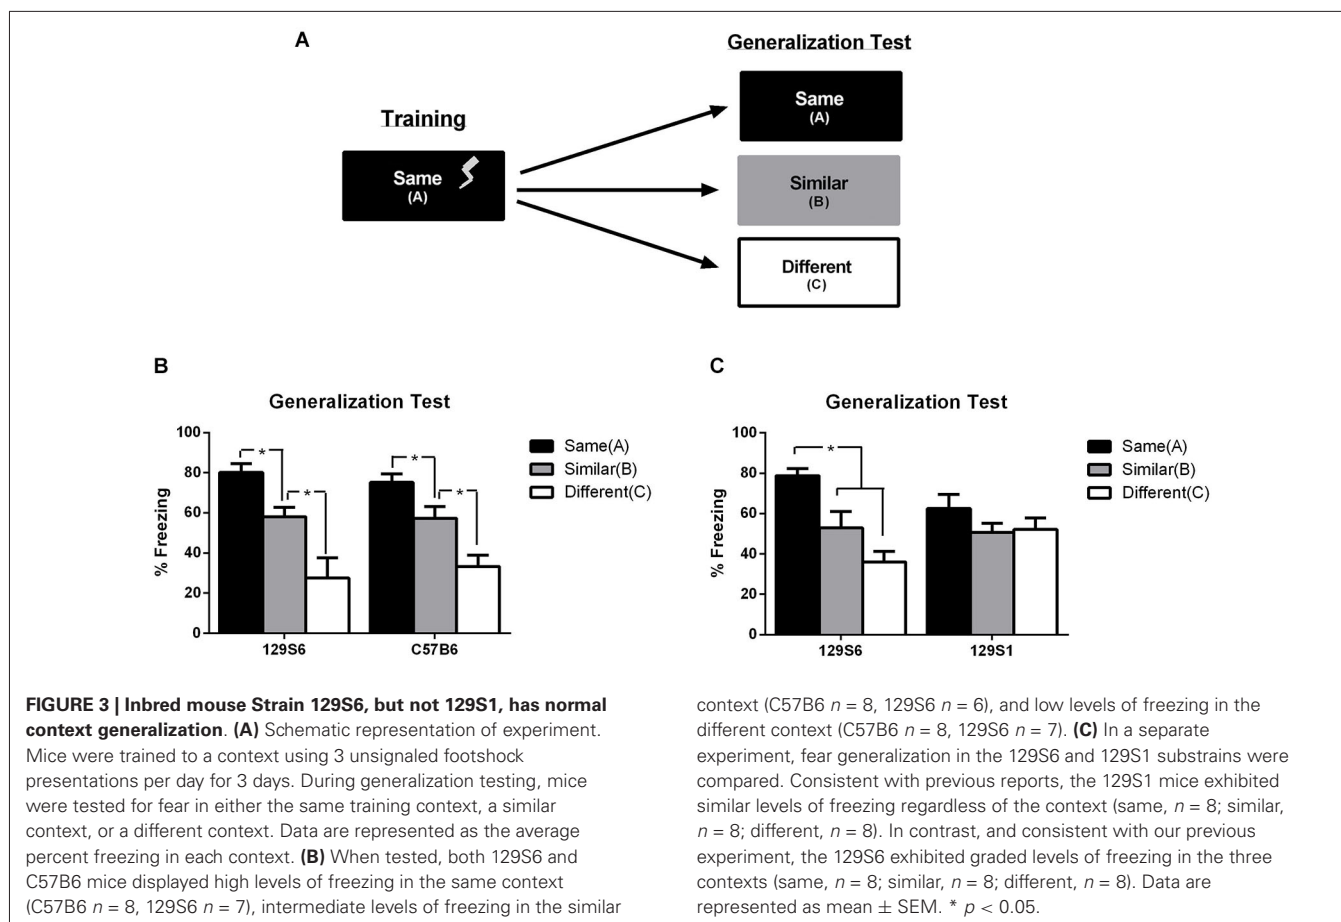 A
Generalization Test
Training
Same
(A)
Same
(A)
Similar
(B)
Different
(C)
B
Generalization Test
% Freezing
100
80
60
40
20
0
*
*
*
*
129S6
C57B6
Same(A)
Similar(B)
Different(C)
C
Generalization Test
% Freezing
100
80
60
40
20
0
*
129S6
129S1
Same(A)
Similar(B)
Different(C)
FIGURE 3 | Inbred mouse Strain 129S6, but not 129S1, has normal
context generalization. (A) Schematic representation of experiment.
Mice were trained to a context using 3 unsignaled footshock
presentations per day for 3 days. During generalization testing, mice
were tested for fear in either the same training context, a similar
context, or a different context. Data are represented as the average
percent freezing in each context. (B) When tested, both 129S6 and
C57B6 mice displayed high levels of freezing in the same context
(C57B6 n = 8, 129S6 n = 7), intermediate levels of freezing in the similar
context (C57B6 n = 8, 129S6 n = 6), and low levels of freezing in the
different context (C57B6 n = 8, 129S6 n = 7). (C) In a separate
experiment, fear generalization in the 129S6 and 129S1 substrains were
compared. Consistent with previous reports, the 129S1 mice exhibited
similar levels of freezing regardless of the context (same, n = 8; similar,
n = 8; different, n = 8). In contrast, and consistent with our previous
experiment, the 129S6 exhibited graded levels of freezing in the three
contexts (same, n = 8; similar, n = 8; different, n = 8). Data are
represented as mean ± SEM. * p < 0.05.